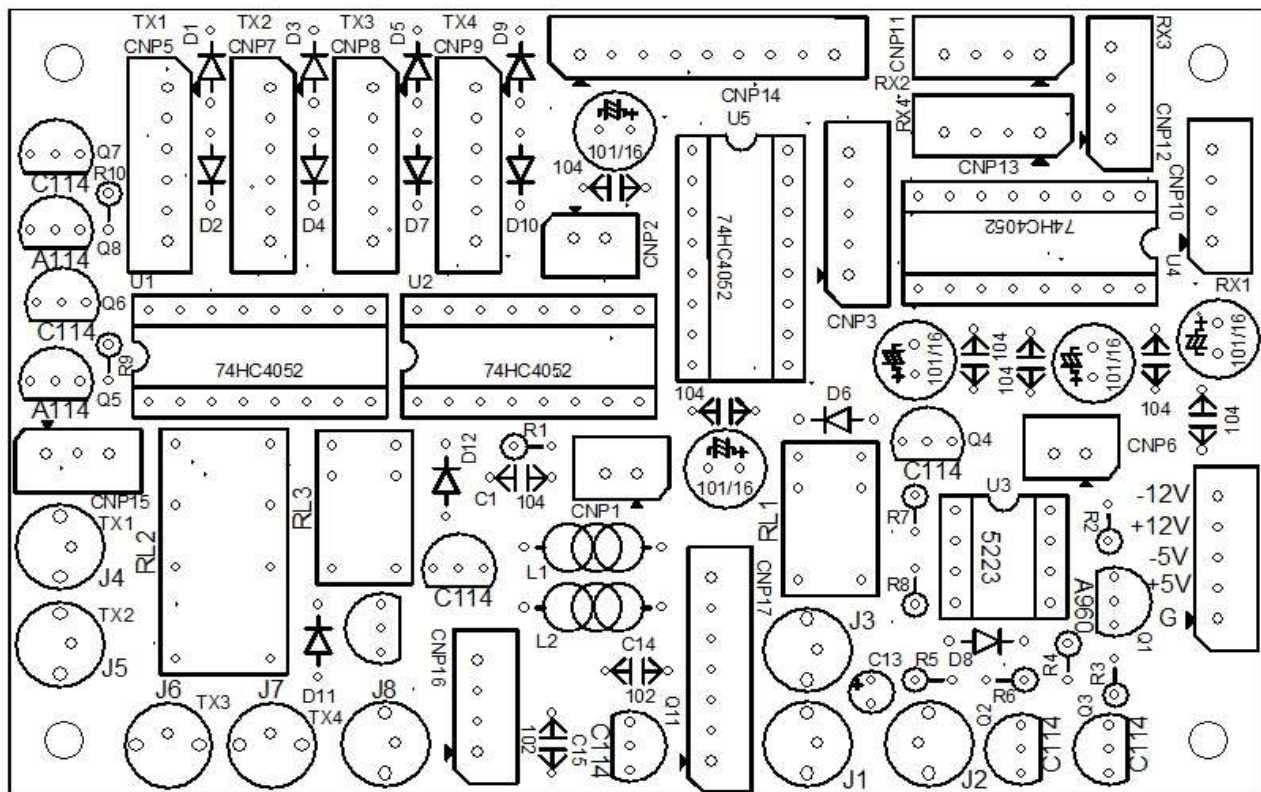 TX1
CNP5
D1
TX2
CNP7
D3
TX3
CNP8
D5
TX4
CNP9
D9
CNP14
CNP11
RX2
RX3
CNP12
RX4
CNP13
CNP10
RX1
U5
101/16
104
CNP2
74HC4052
CNP3
74HC4052
U4
Q7
C114
R10
A114
Q8
Q6
C114
R9
A114
Q5
D2
D4
D7
D10
U1
74HC4052
U2
74HC4052
101/16
104
104
101/16
104
101/16
104
CNP15
TX1
J4
TX2
J5
RL2
RL3
D12
R1
C1
104
CNP1
104
101/16
D6
RL1
Q4
C114
CNP6
U3
5223
R7
R8
R2
-12V
+12V
-5V
+5V
G
A960
Q1
C114
L1
L2
CNP17
D11
J6
TX3
J7
TX4
J8
CNP16
C14
102
102
C15
C114
Q11
J3
C13
R5
D8
R6
R4
R3
J1
J2
Q2
C114
Q3
C114